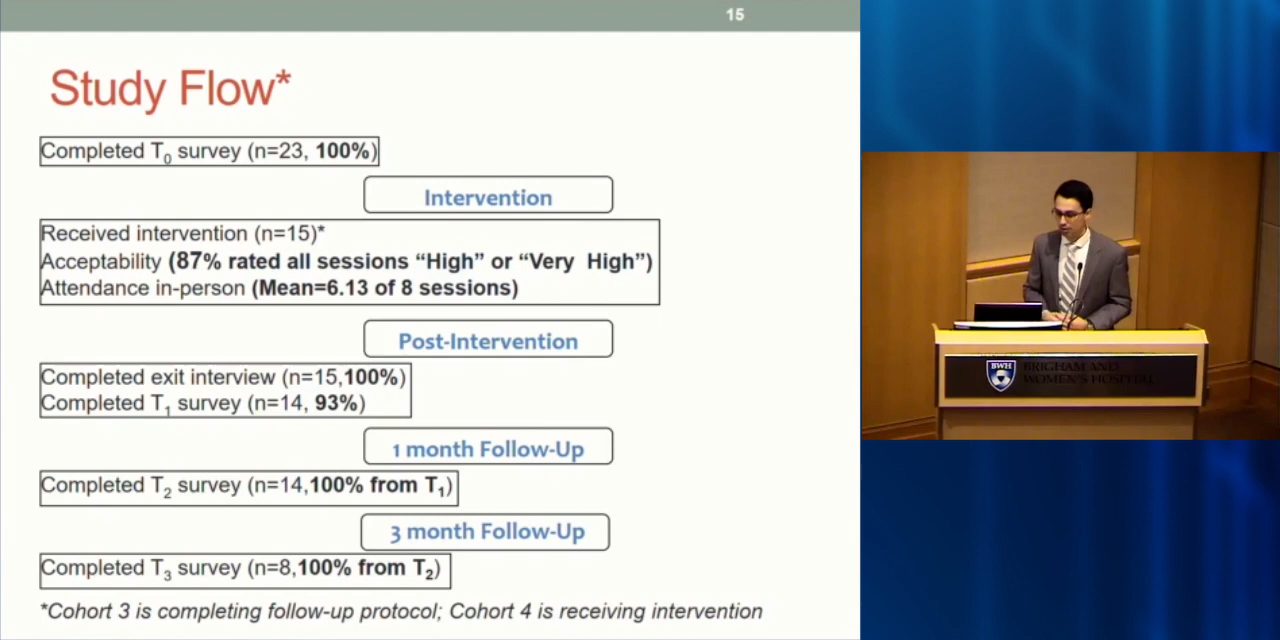 15
Study Flow*
Completed T0 survey (n=23, 100%)
Intervention
Received intervention (n=15)*
Acceptability (87% rated all sessions “High” or “Very High”)
Attendance in-person (Mean=6.13 of 8 sessions)
Post-Intervention
Completed exit interview (n=15,100%)
Completed T1 survey (n=14, 93%)
1 month Follow-Up
Completed T2 survey (n=14,100% from T1)
3 month Follow-Up
Completed T3 survey (n=8,100% from T2)
*Cohort 3 is completing follow-up protocol; Cohort 4 is receiving intervention
BWH
BRIGHAM AND
WOMEN'S HOSPITAL